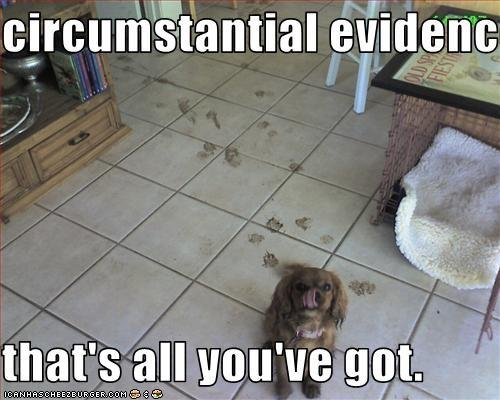 circumstantial evidenc
that's all you've got.
ICANHASCHEEZBURGER.COM